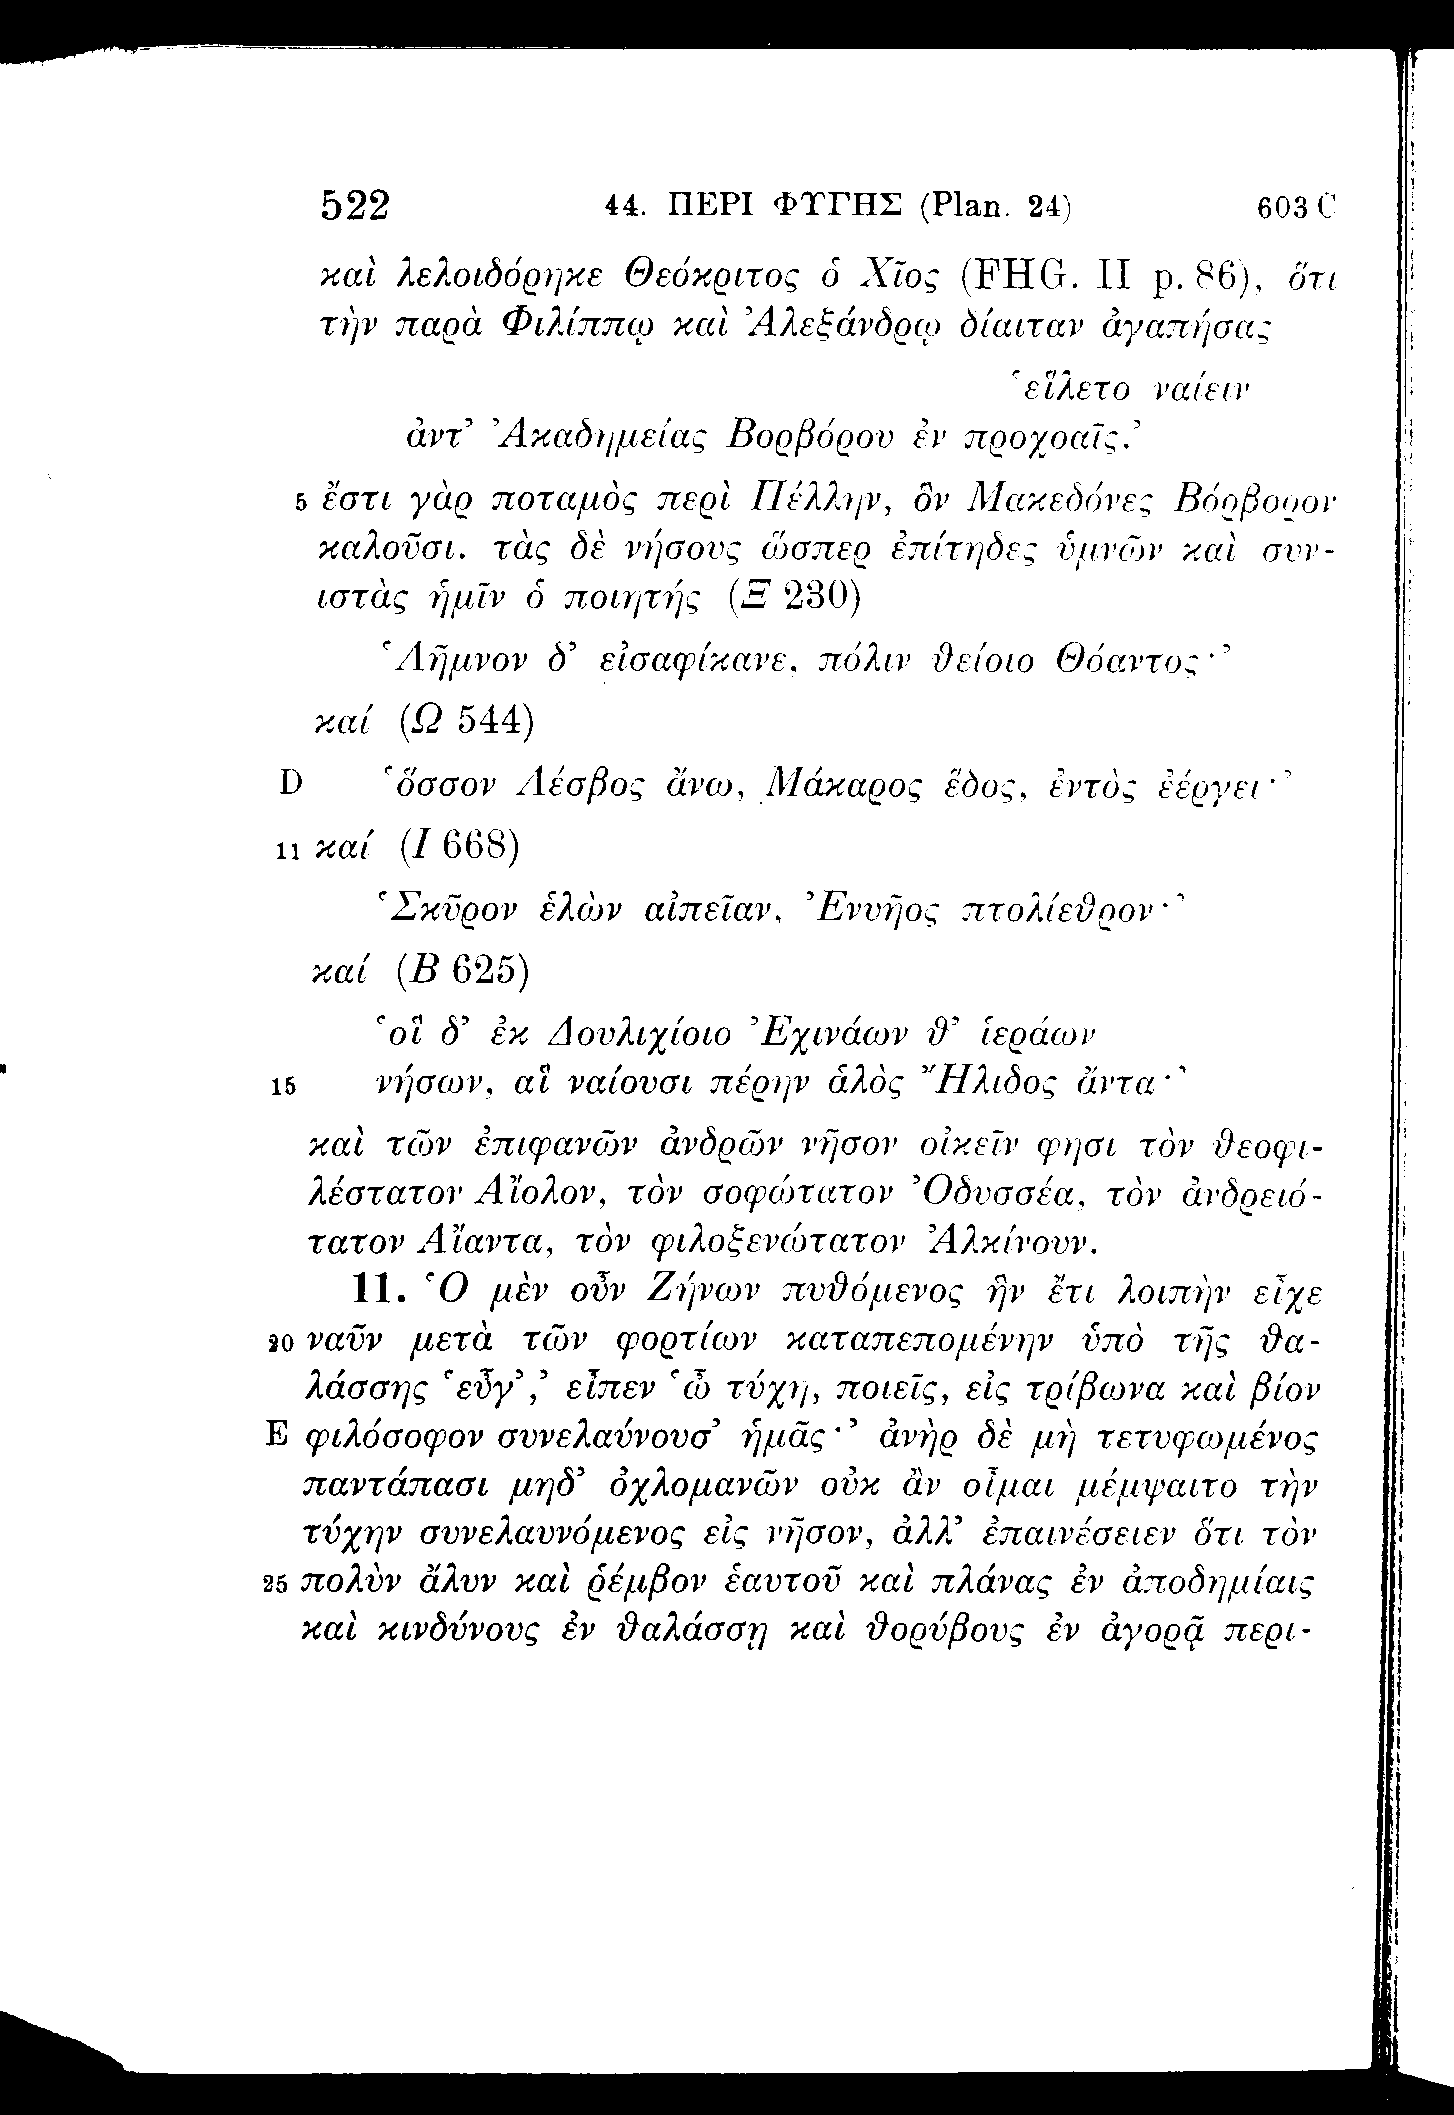 522 44. ΠΕΡΙ ΦΥΓΗΣ (Plan. 24) 603 C
καὶ λελοιδόρηκε Θεόκριτος ὁ Χῖος (FHG. II p. 86), ὅτι
τὴν παρὰ Φιλίππῳ καὶ Ἀλεξάνδρῳ δίαιταν ἀγαπήσας
‘εἵλετο ναίειν
ἀντ’ Ἀκαδημείας Βορβόρου ἐν προχοαῖς.’
5 ἔστι γὰρ ποταμὸς περὶ Πέλλην, ὃν Μακεδόνες Βόρβορον
καλοῦσι. τὰς δὲ νήσους ὥσπερ ἐπίτηδες ὑμνῶν καὶ συν-
ιστὰς ἡμῖν ὁ ποιητής (Ξ 230)
‘Λῆμνον δ’ εἰσαφίκανε, πόλιν θείοιο Θόαντος·’
καί (Ω 544)
D ‘ὅσσον Λέσβος ἄνω, Μάκαρος ἕδος, ἐντὸς ἐέργει·’
11 καί (Ι 668)
‘Σκῦρον ἑλὼν αἰπεῖαν, Ἐνυῆος πτολίεθρον·’
καί (Β 625)
‘οἳ δ’ ἐκ Δουλιχίοιο Ἐχινάων θ’ ἱεράων
15 νήσων, αἳ ναίουσι πέρην ἁλὸς Ἤλιδος ἄντα·’
καὶ τῶν ἐπιφανῶν ἀνδρῶν νῆσον οἰκεῖν φησι τὸν θεοφι-
λέστατον Αἴολον, τὸν σοφώτατον Ὀδυσσέα, τὸν ἀνδρειό-
τατον Αἴαντα, τὸν φιλοξενώτατον Ἀλκίνουν.
11. Ὁ μὲν οὖν Ζήνων πυθόμενος ἣν ἔτι λοιπὴν εἶχε
20 ναῦν μετὰ τῶν φορτίων καταπεπομένην ὑπὸ τῆς θα-
λάσσης ‘εὖγ’,’ εἶπεν ‘ὦ τύχη, ποιεῖς, εἰς τρίβωνα καὶ βίον
E φιλόσοφον συνελαύνουσ’ ἡμᾶς·’ ἀνὴρ δὲ μὴ τετυφωμένος
παντάπασι μηδ’ ὀχλομανῶν οὐκ ἂν οἶμαι μέμψαιτο τὴν
τύχην συνελαυνόμενος εἰς νῆσον, ἀλλ’ ἐπαινέσειεν ὅτι τὸν
25 πολὺν ἄλυν καὶ ῥέμβον ἑαυτοῦ καὶ πλάνας ἐν ἀποδημίαις
καὶ κινδύνους ἐν θαλάσσῃ καὶ θορύβους ἐν ἀγορᾷ περι-